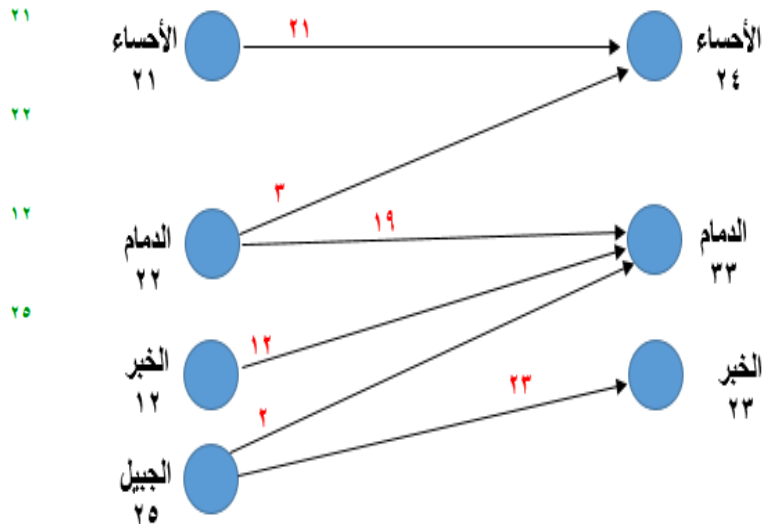 ٢١
٢٢
١٢
٢٥
الأحساء
٢١
٢١
الأحساء
٢٤
٣
الدمام
٢٢
١٩
الدمام
٣٣
الخبر
١٢
١٢
٢
٢٣
الخبر
٢٣
الجبيل
٢٥